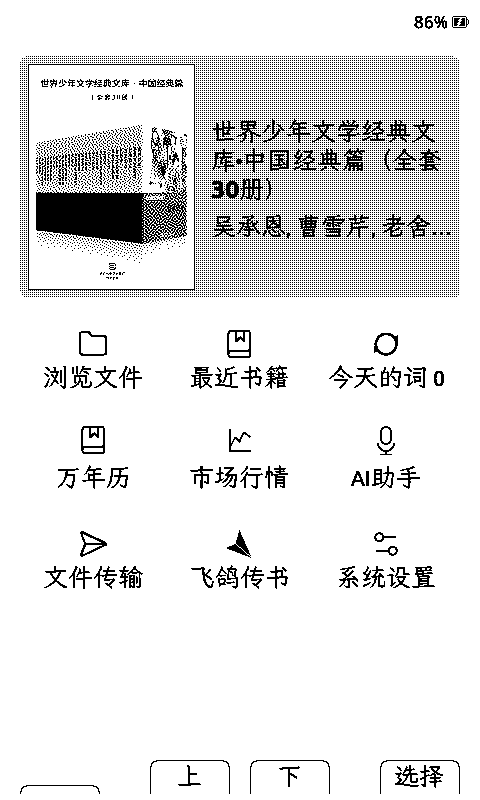 86%
世界少年文学经典文库·中国经典篇
（全套30册）
世界少年文学经典文
库•中国经典篇（全套
30册）
吴承恩, 曹雪芹, 老舍...
浏览文件
最近书籍
今天的词 0
万年历
市场行情
AI助手
文件传输
飞鸽传书
系统设置
上
下
选择